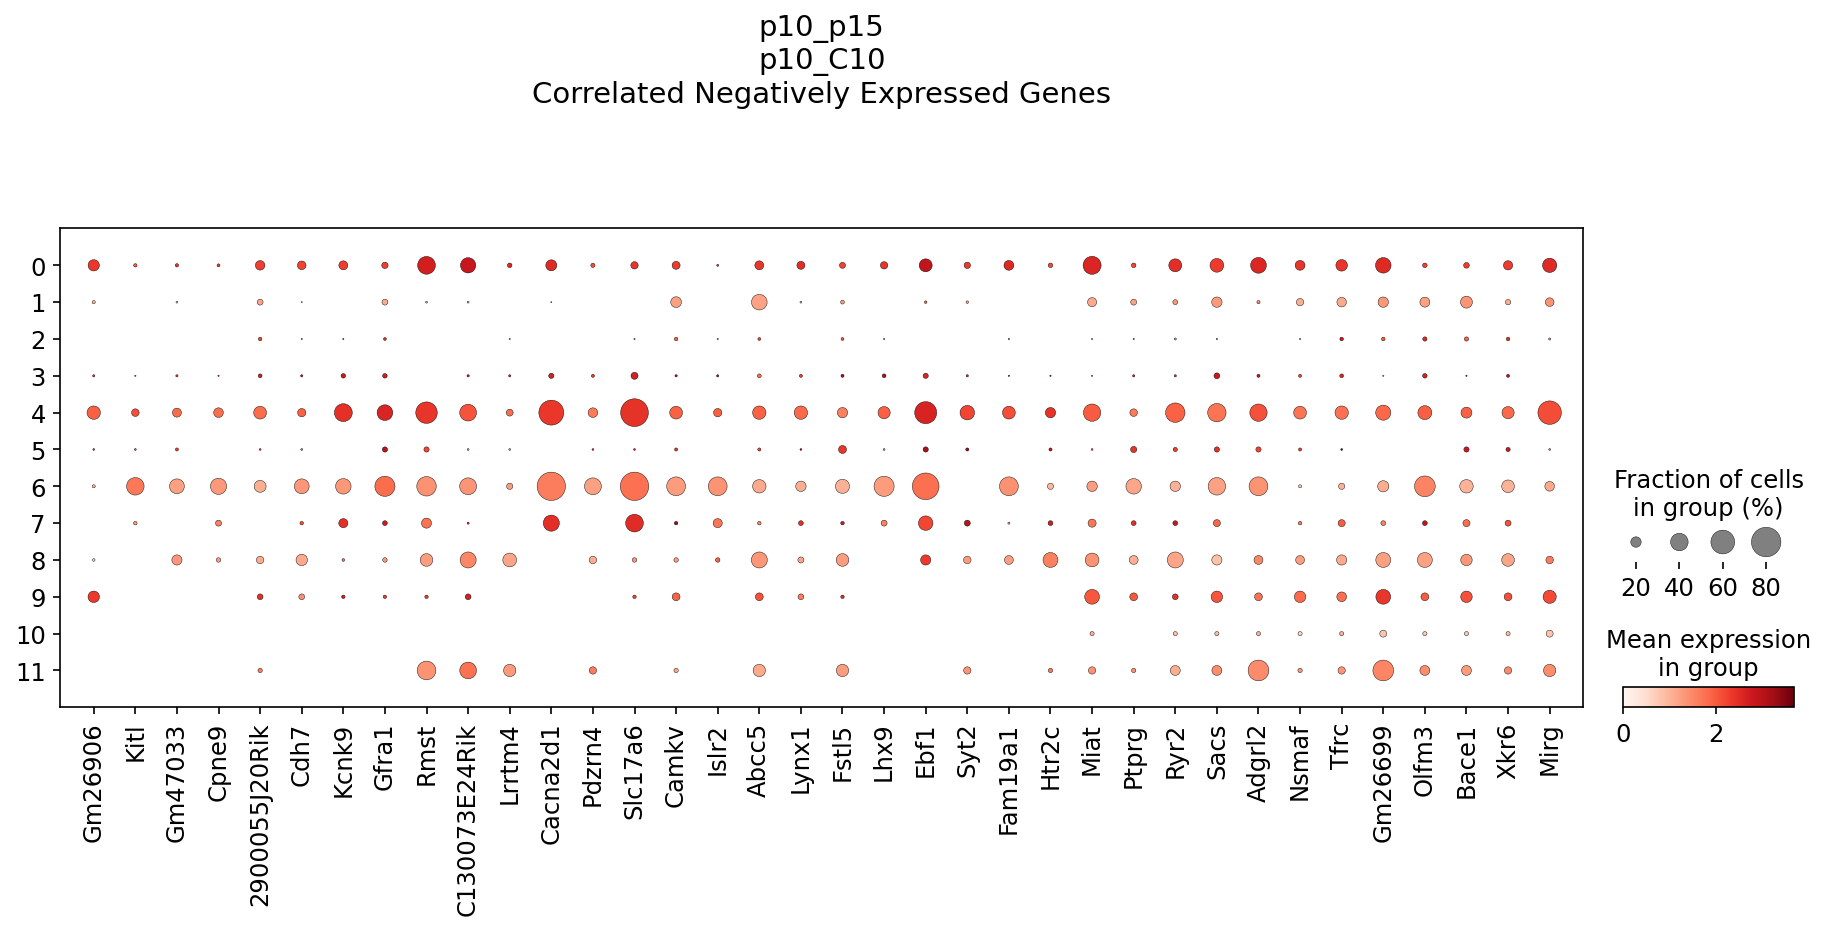 p10_p15
p10_C10
Correlated Negatively Expressed Genes
0
1
2
3
4
5
6
7
8
9
10
11
Gm26906
Kitl
Gm47033
Cpne9
2900055J20Rik
Cdh7
Kcnk9
Gfra1
Rmst
C130073E24Rik
Lrrtm4
Cacna2d1
Pdzrn4
Slc17a6
Camkv
Islr2
Abcc5
Lynx1
Fstl5
Lhx9
Ebf1
Syt2
Fam19a1
Htr2c
Miat
Ptprg
Ryr2
Sacs
Adgrl2
Nsmaf
Tfrc
Gm26699
Olfm3
Bace1
Xkr6
Mirg
Fraction of cells
in group (%)
20 40 60 80
Mean expression
in group
0 2